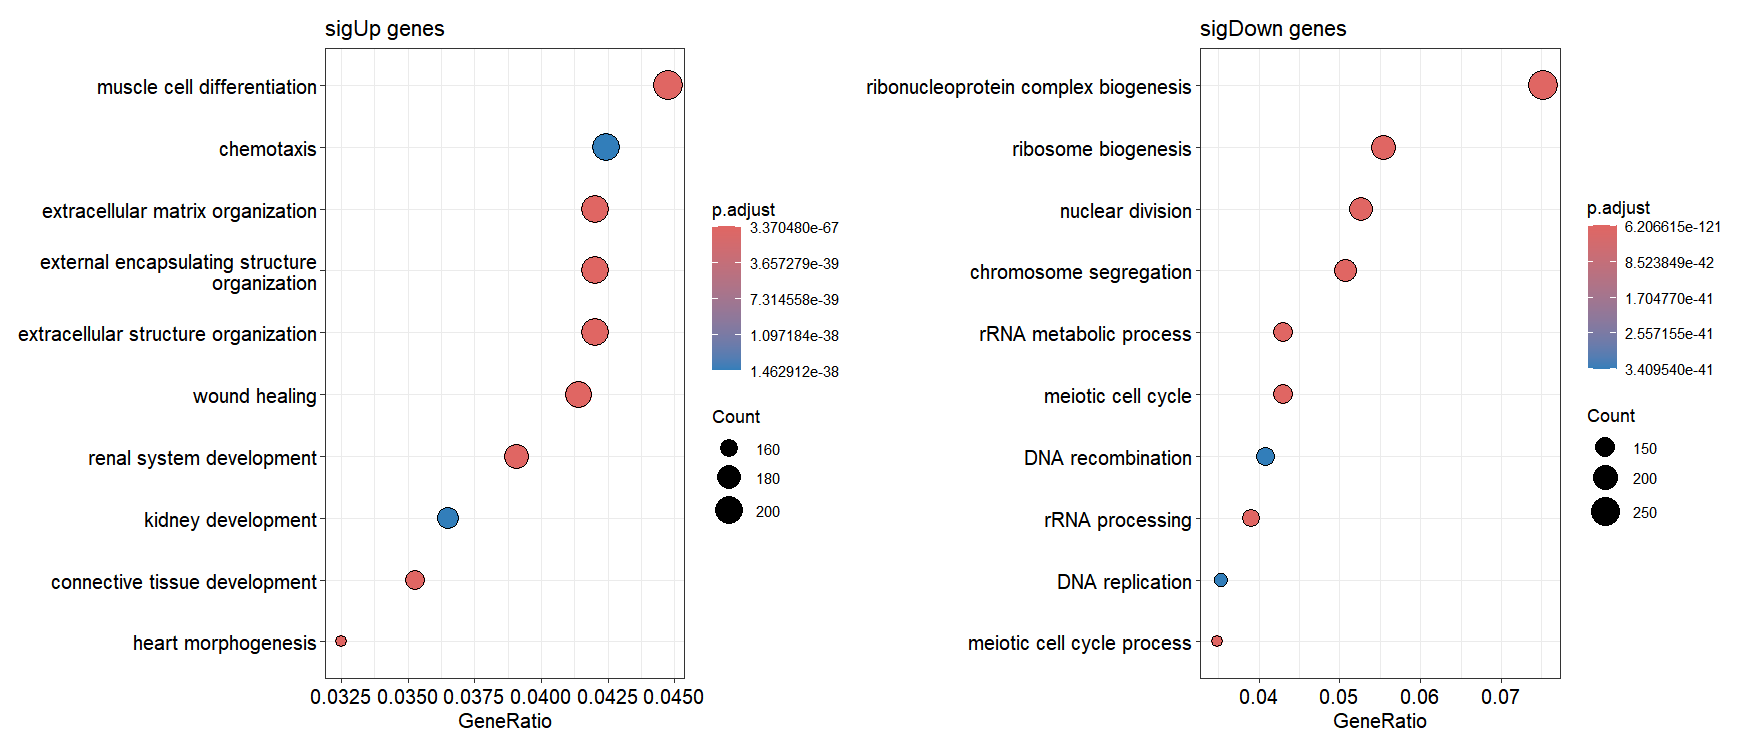 sigUp genes
muscle cell differentiation
chemotaxis
extracellular matrix organization
external encapsulating structure
organization
extracellular structure organization
wound healing
renal system development
kidney development
connective tissue development
heart morphogenesis
0.0325 0.0350 0.0375 0.0400 0.0425 0.0450
GeneRatio
p.adjust
3.370480e-67
3.657279e-39
7.314558e-39
1.097184e-38
1.462912e-38
Count
160
180
200
sigDown genes
ribonucleoprotein complex biogenesis
ribosome biogenesis
nuclear division
chromosome segregation
rRNA metabolic process
meiotic cell cycle
DNA recombination
rRNA processing
DNA replication
meiotic cell cycle process
0.04 0.05 0.06 0.07
GeneRatio
p.adjust
6.206615e-121
8.523849e-42
1.704770e-41
2.557155e-41
3.409540e-41
Count
150
200
250